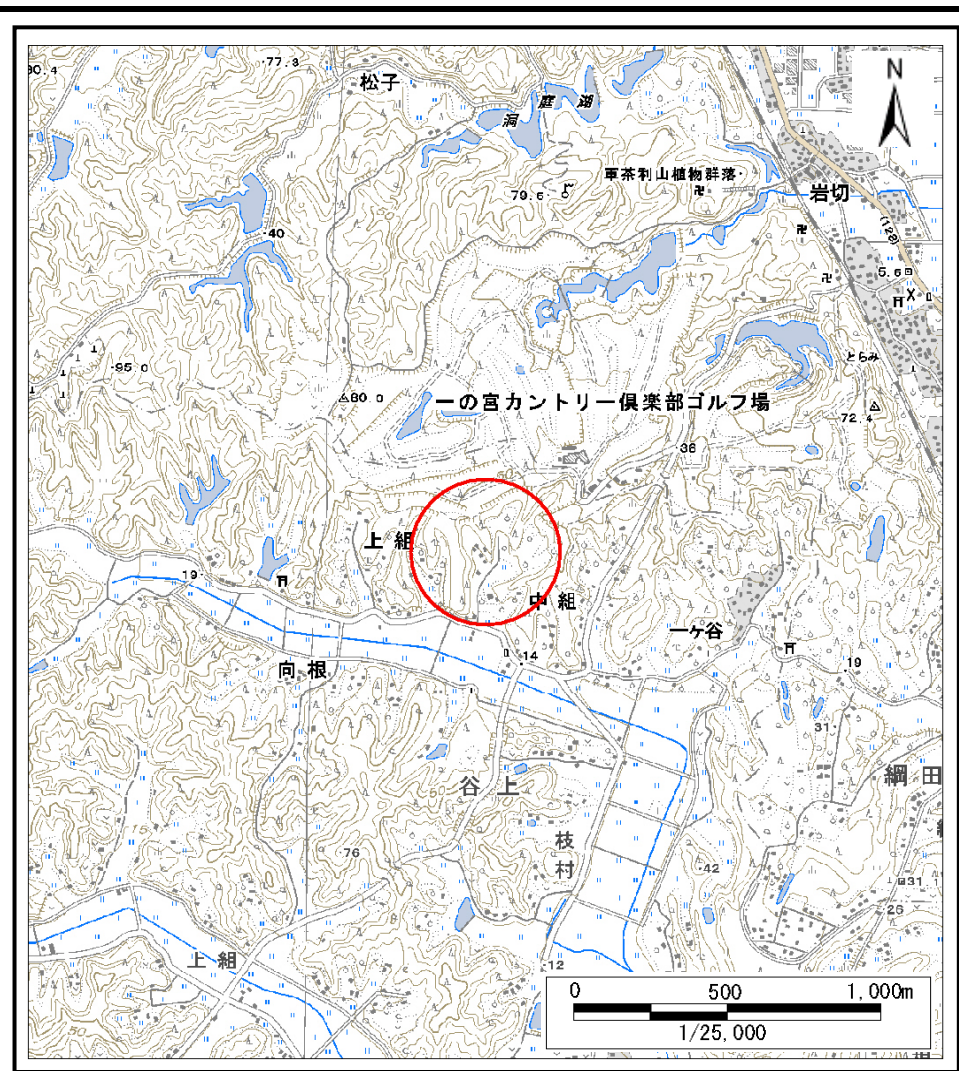 80.4
77.3
松子
洞庭湖
N
79.6
軍荼利山植物群落
岩切
(128)
40
5.6
とらみ
95.0
80.0
一の宮カントリー倶楽部ゴルフ場
72.4
36
50
上組
19
中組
一ヶ谷
14
19
向根
31
谷上
綱田
枝村
76
42
31
26
上組
12
50
0 500 1,000m
1/25,000